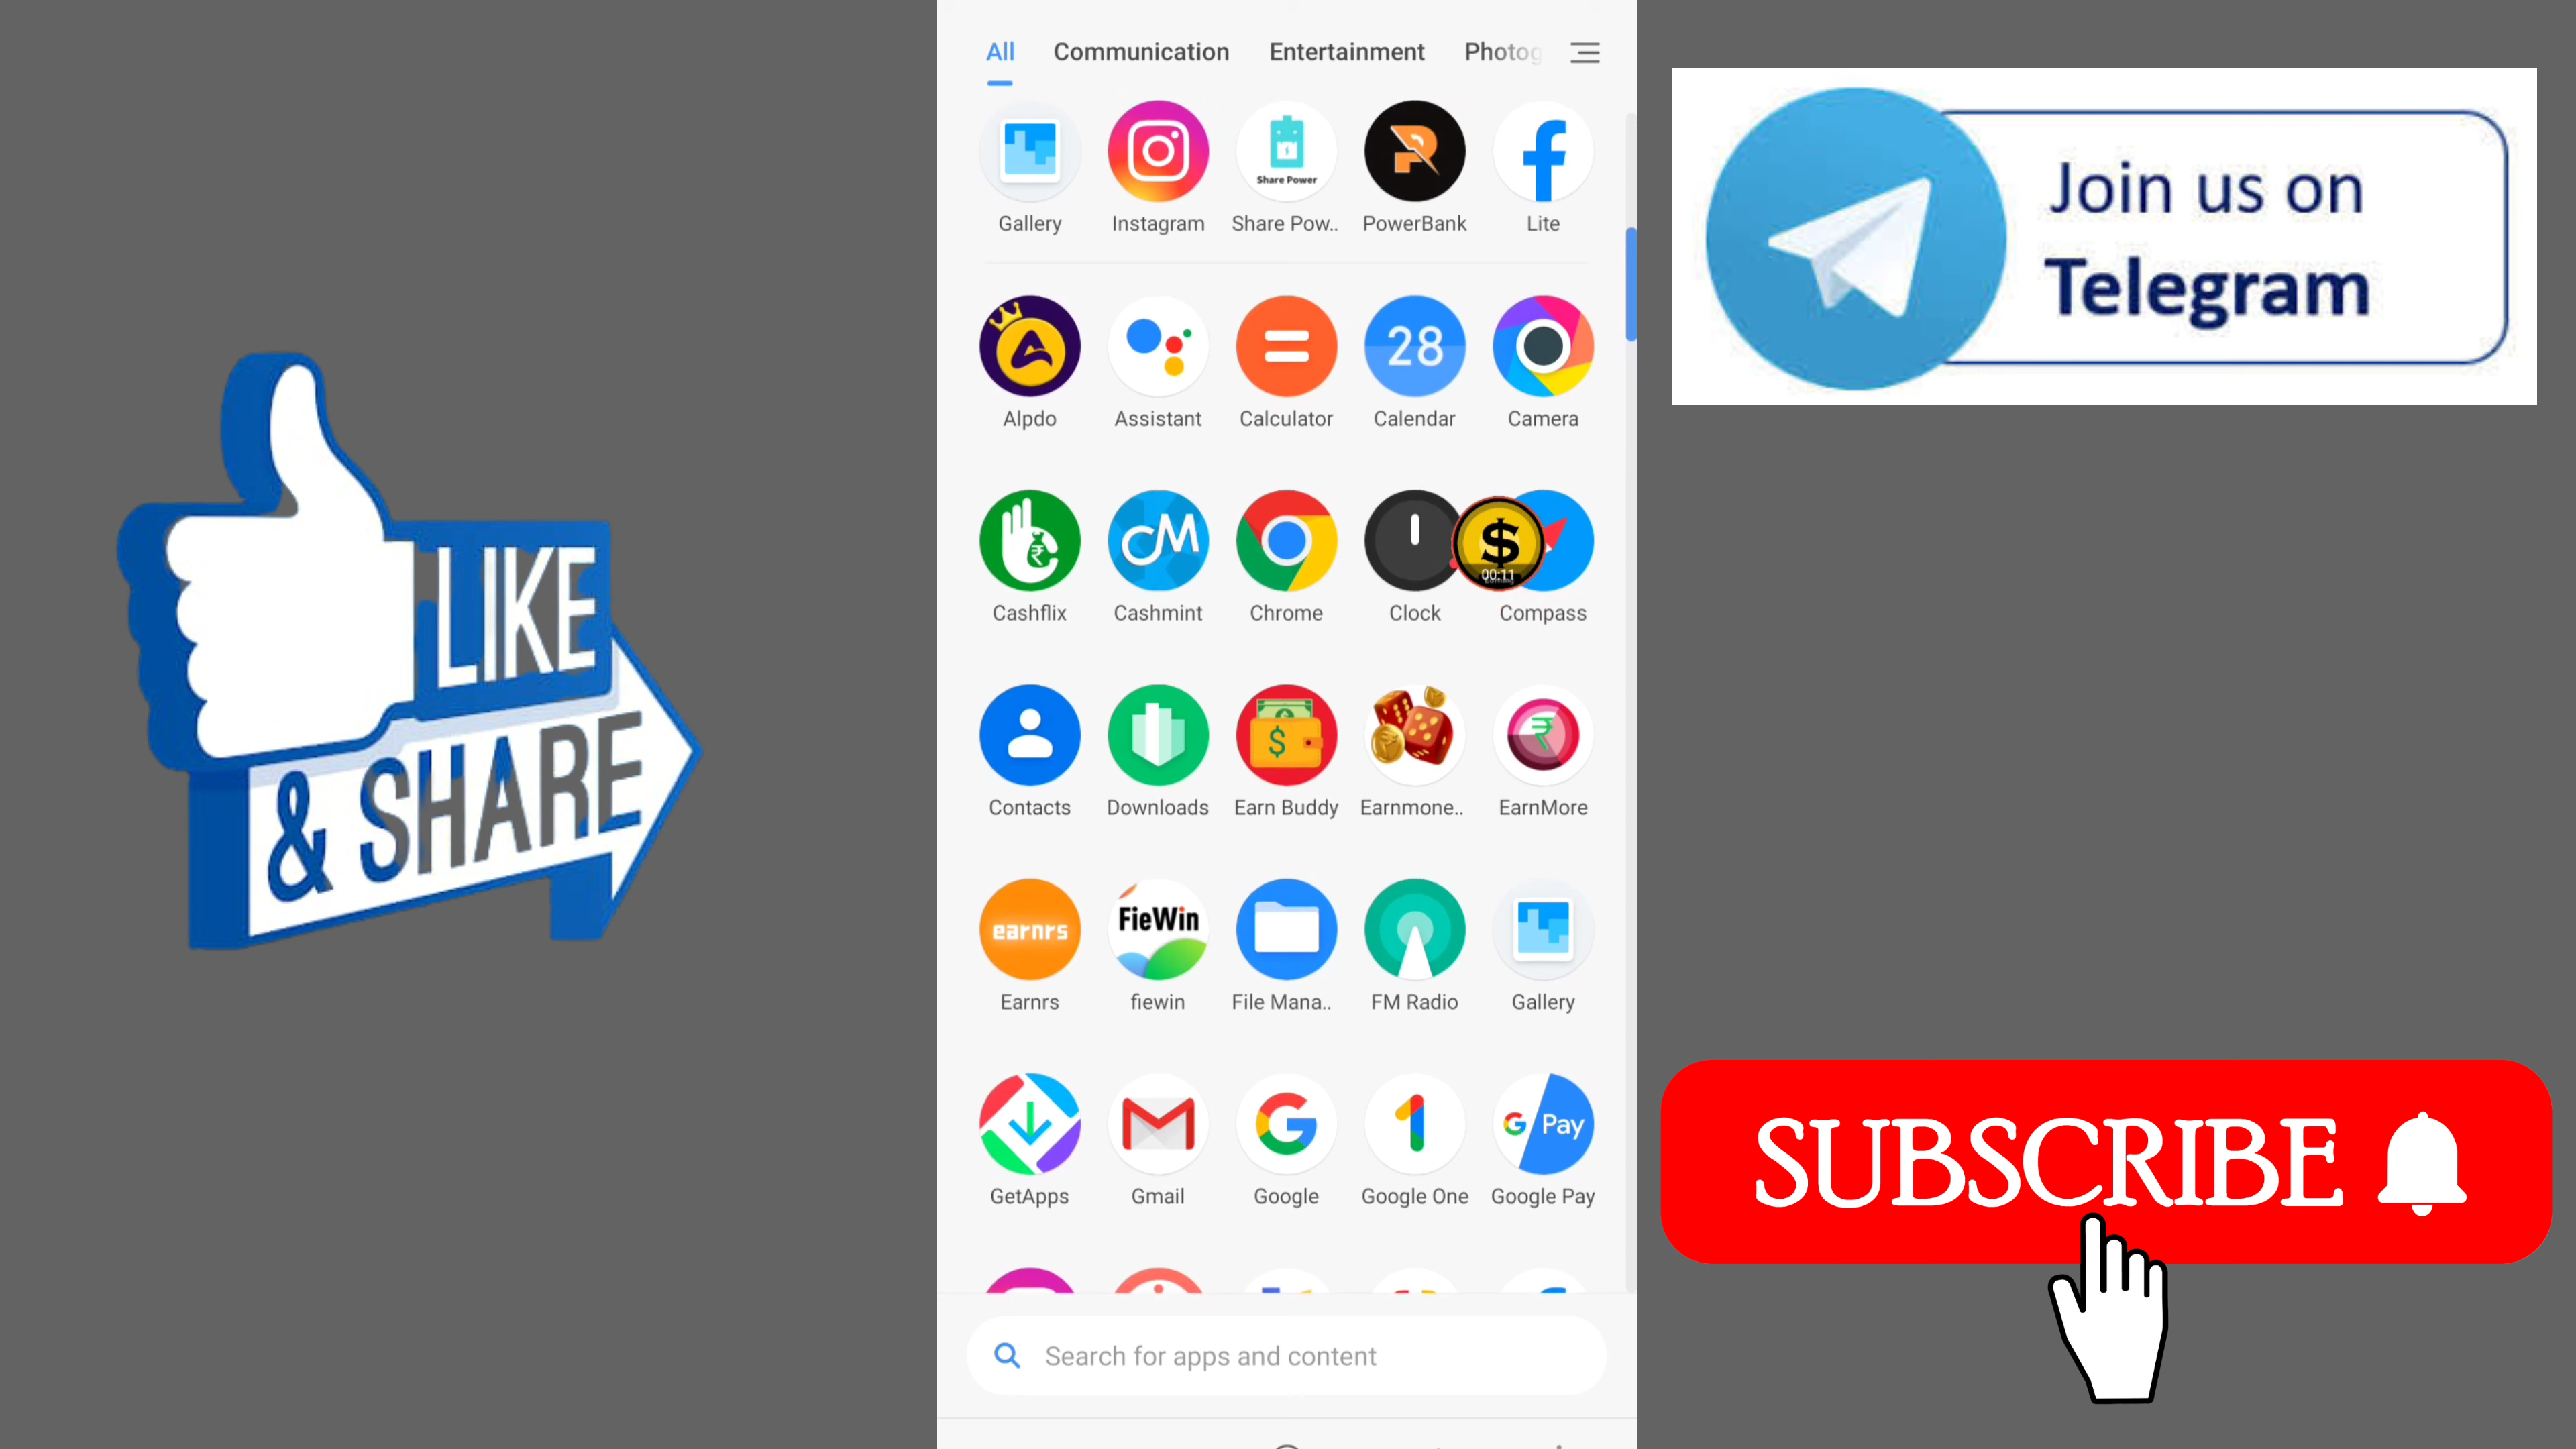 All Communication Entertainment Photog
Share Power
Gallery Instagram Share Pow.. PowerBank Lite
28
Alpdo Assistant Calculator Calendar Camera
CM
$
00:11
Cashflix Cashmint Chrome Clock Compass
Contacts Downloads Earn Buddy Earnmone.. EarnMore
earnrs FieWin
Earnrs fiewin File Mana.. FM Radio Gallery
G Pay
GetApps Gmail Google Google One Google Pay
Search for apps and content
LIKE
& SHARE
Join us on
Telegram
SUBSCRIBE